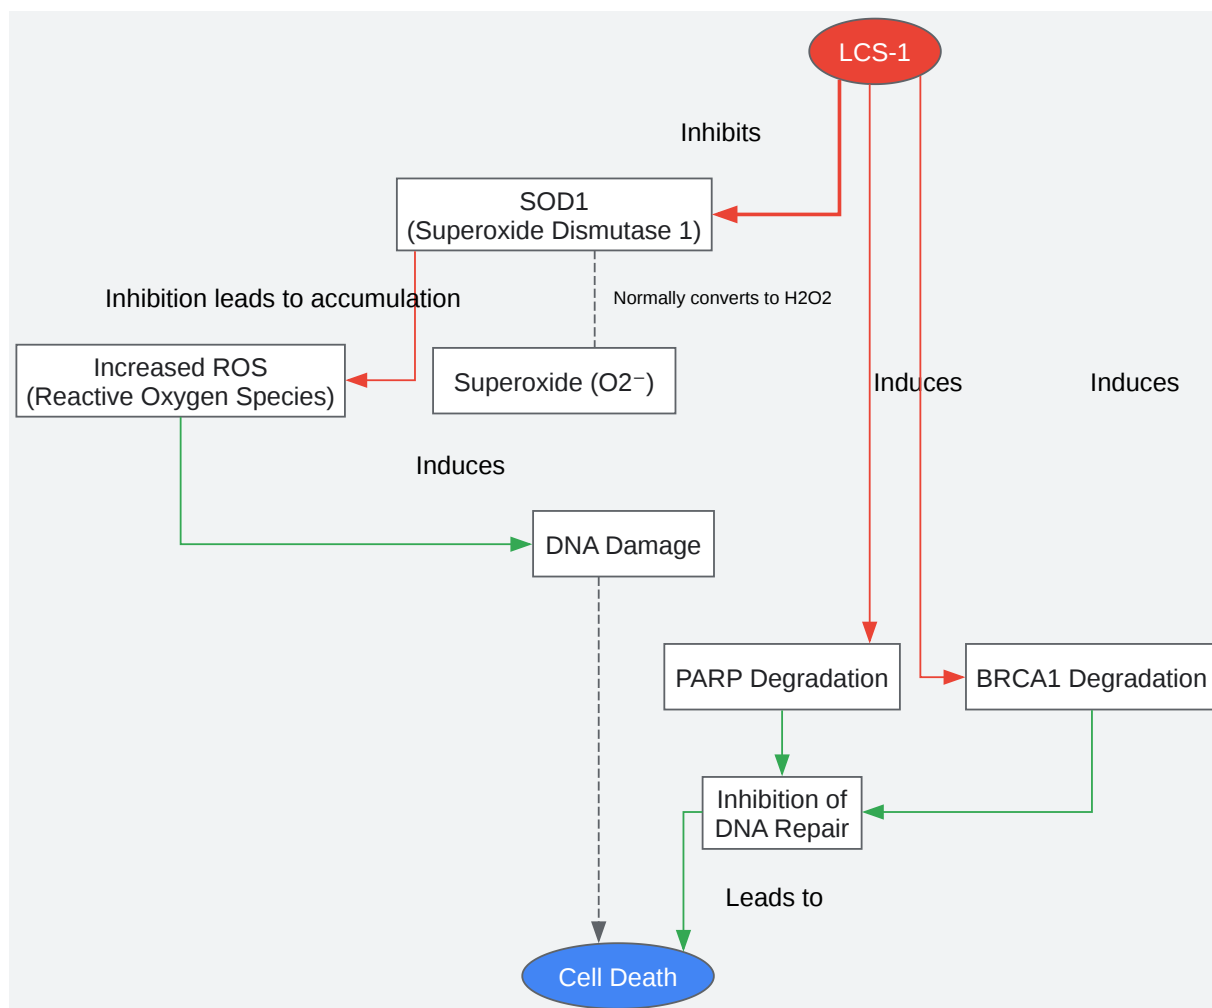 LCS-1
Inhibits
SOD1
(Superoxide Dismutase 1)
Inhibition leads to accumulation
Normally converts to H2O2
Increased ROS
(Reactive Oxygen Species)
Superoxide (O2⁻)
Induces
Induces
Induces
DNA Damage
PARP Degradation
BRCA1 Degradation
Inhibition of
DNA Repair
Leads to
Cell Death